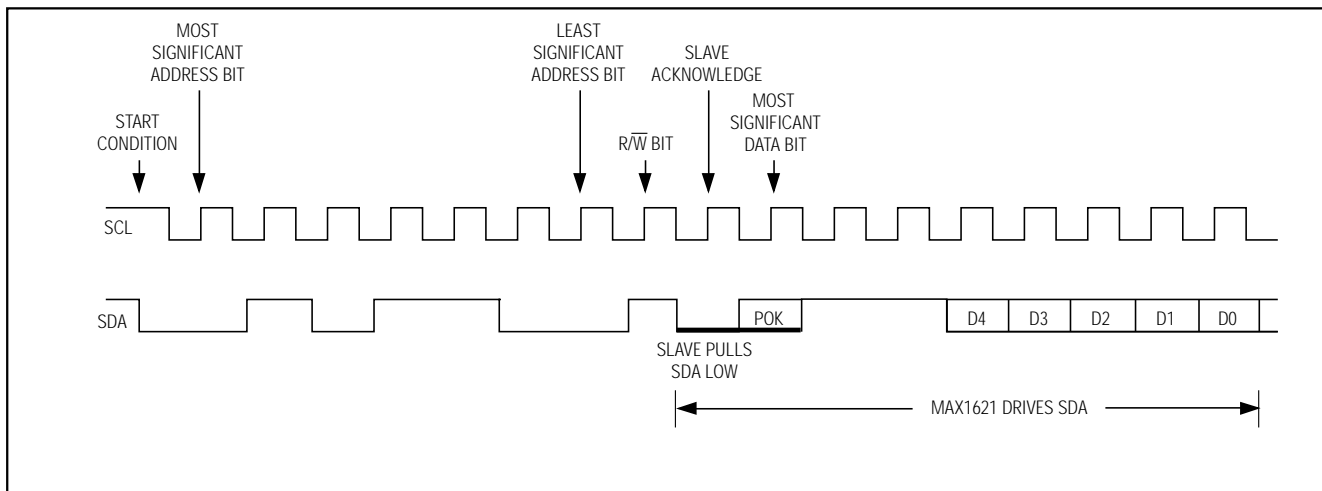 MOST
SIGNIFICANT
ADDRESS BIT
LEAST
SIGNIFICANT
ADDRESS BIT
SLAVE
ACKNOWLEDGE
MOST
SIGNIFICANT
DATA BIT
START
CONDITION
R/W̅ BIT
SCL
SDA
POK
D4
D3
D2
D1
D0
SLAVE PULLS
SDA LOW
MAX1621 DRIVES SDA